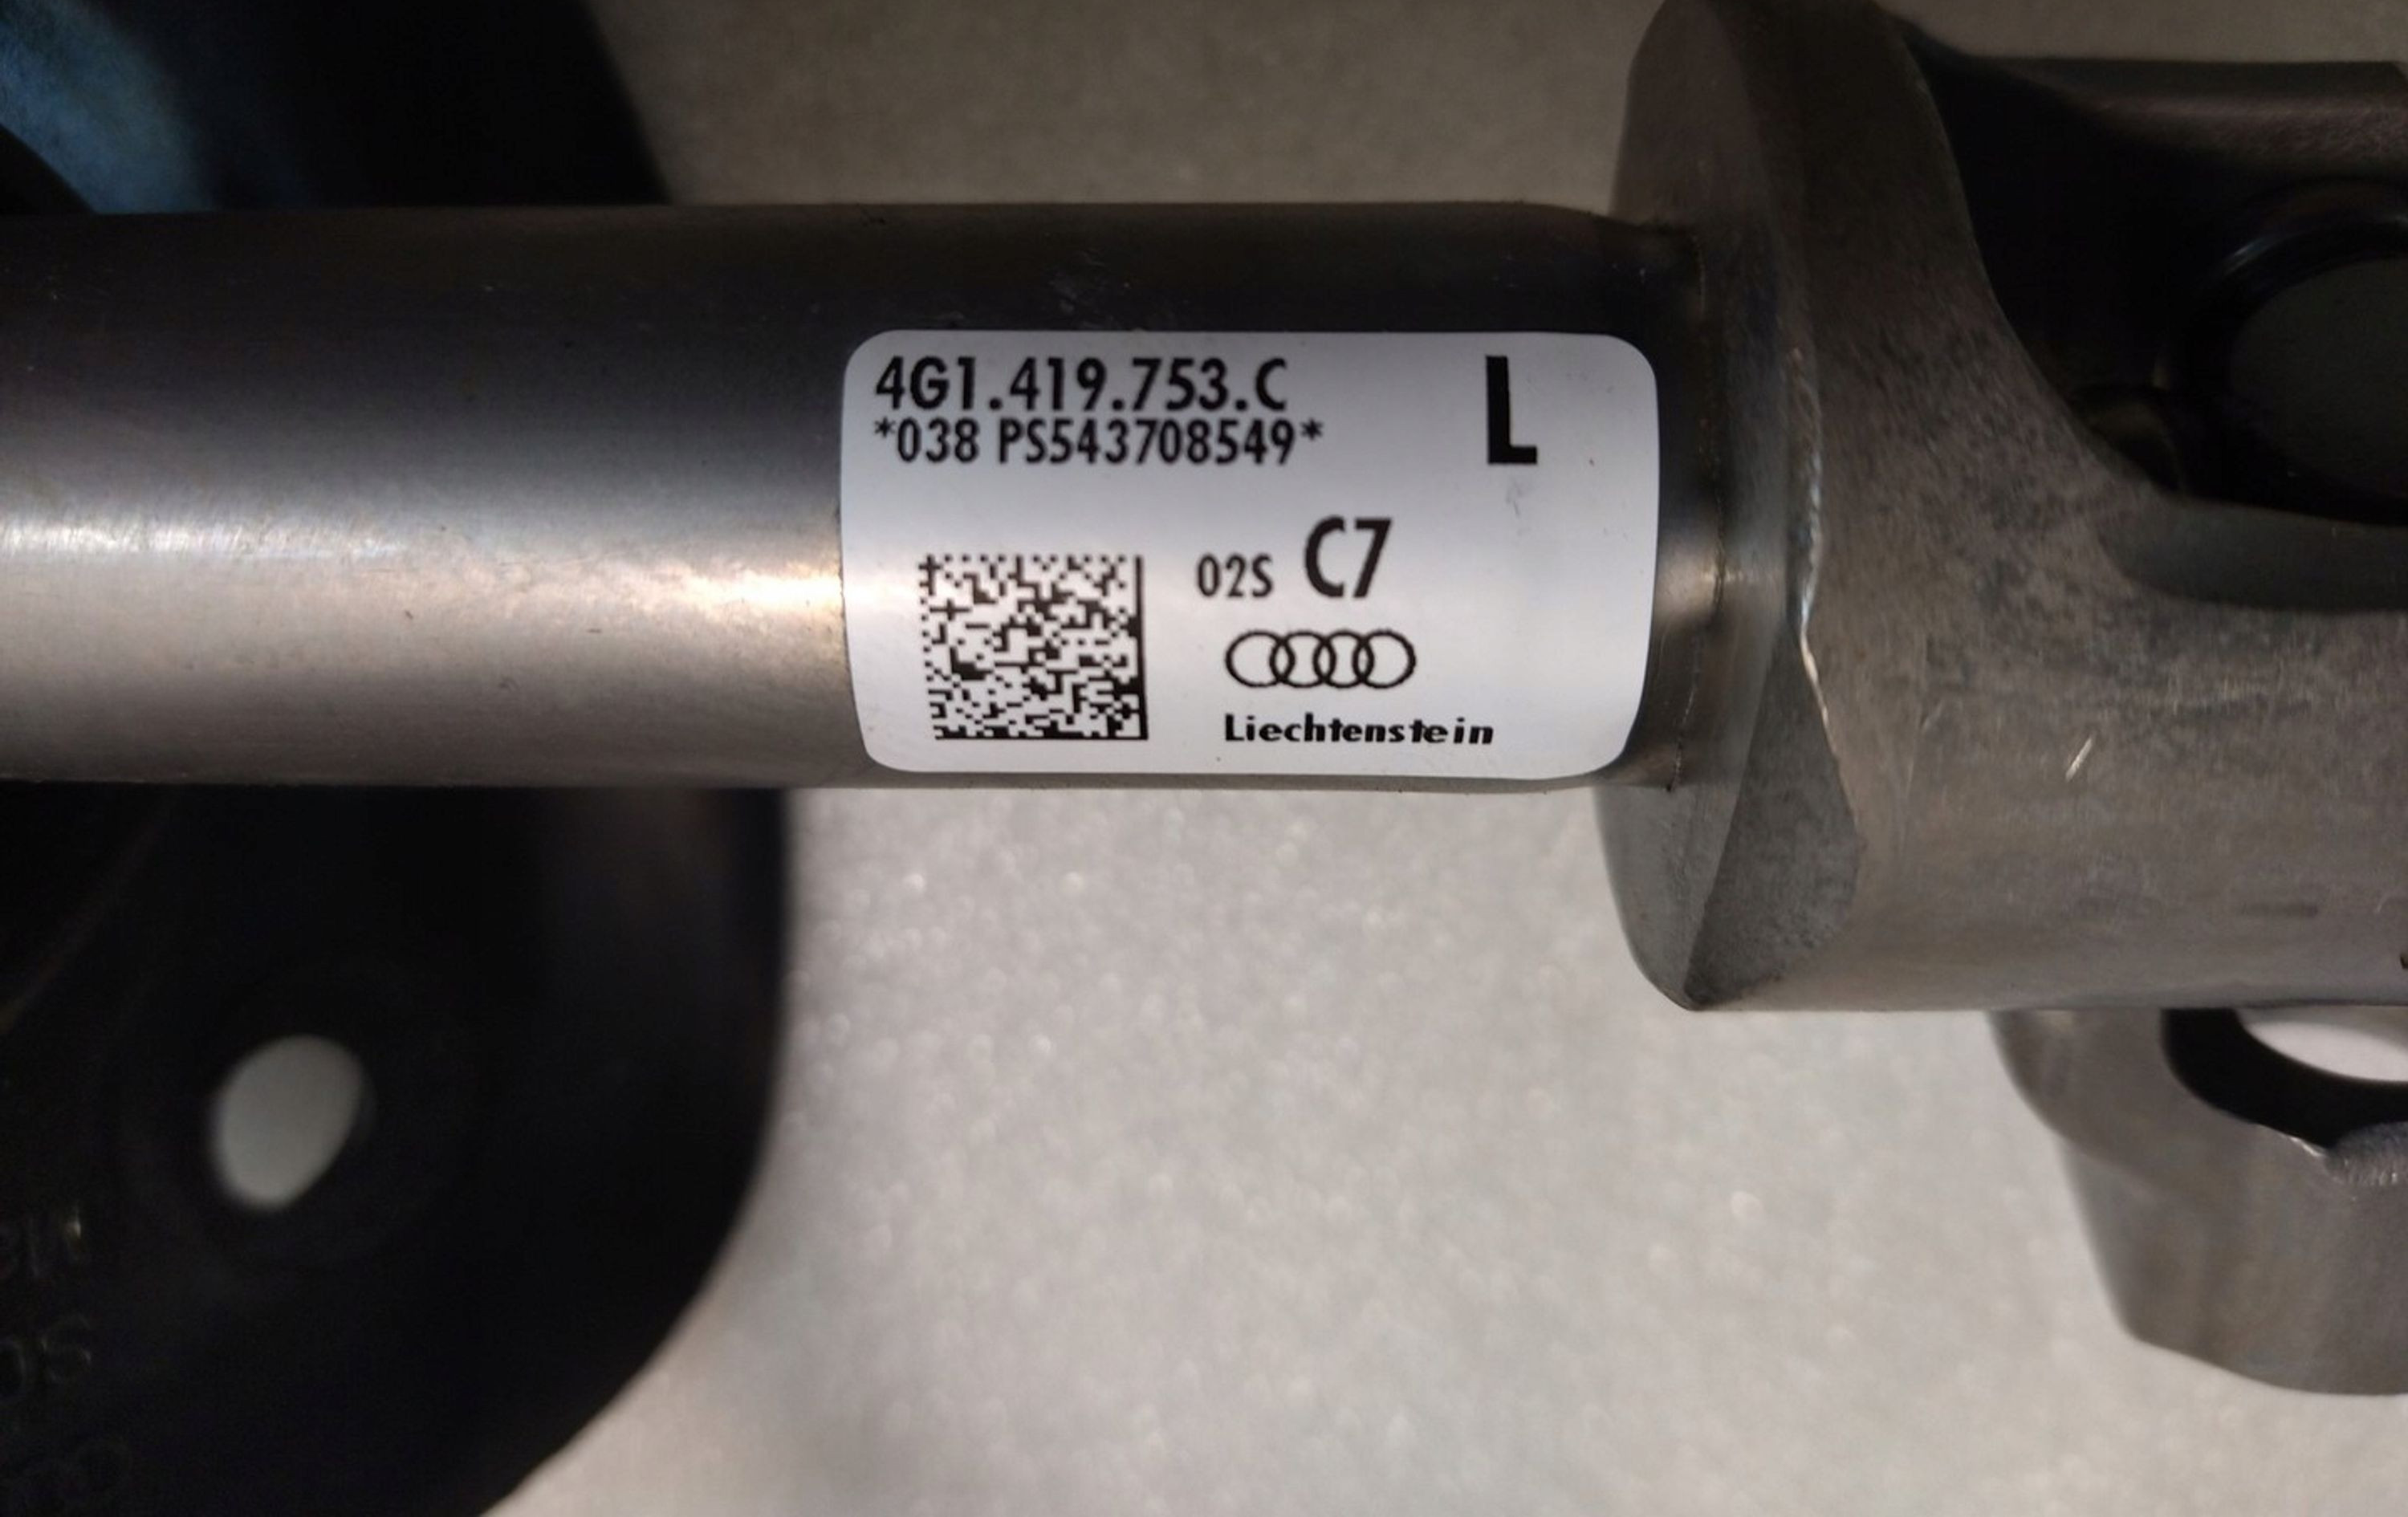 4G1.419.753.C
L
*038 PS543708549*
02S C7
Liechtenstein